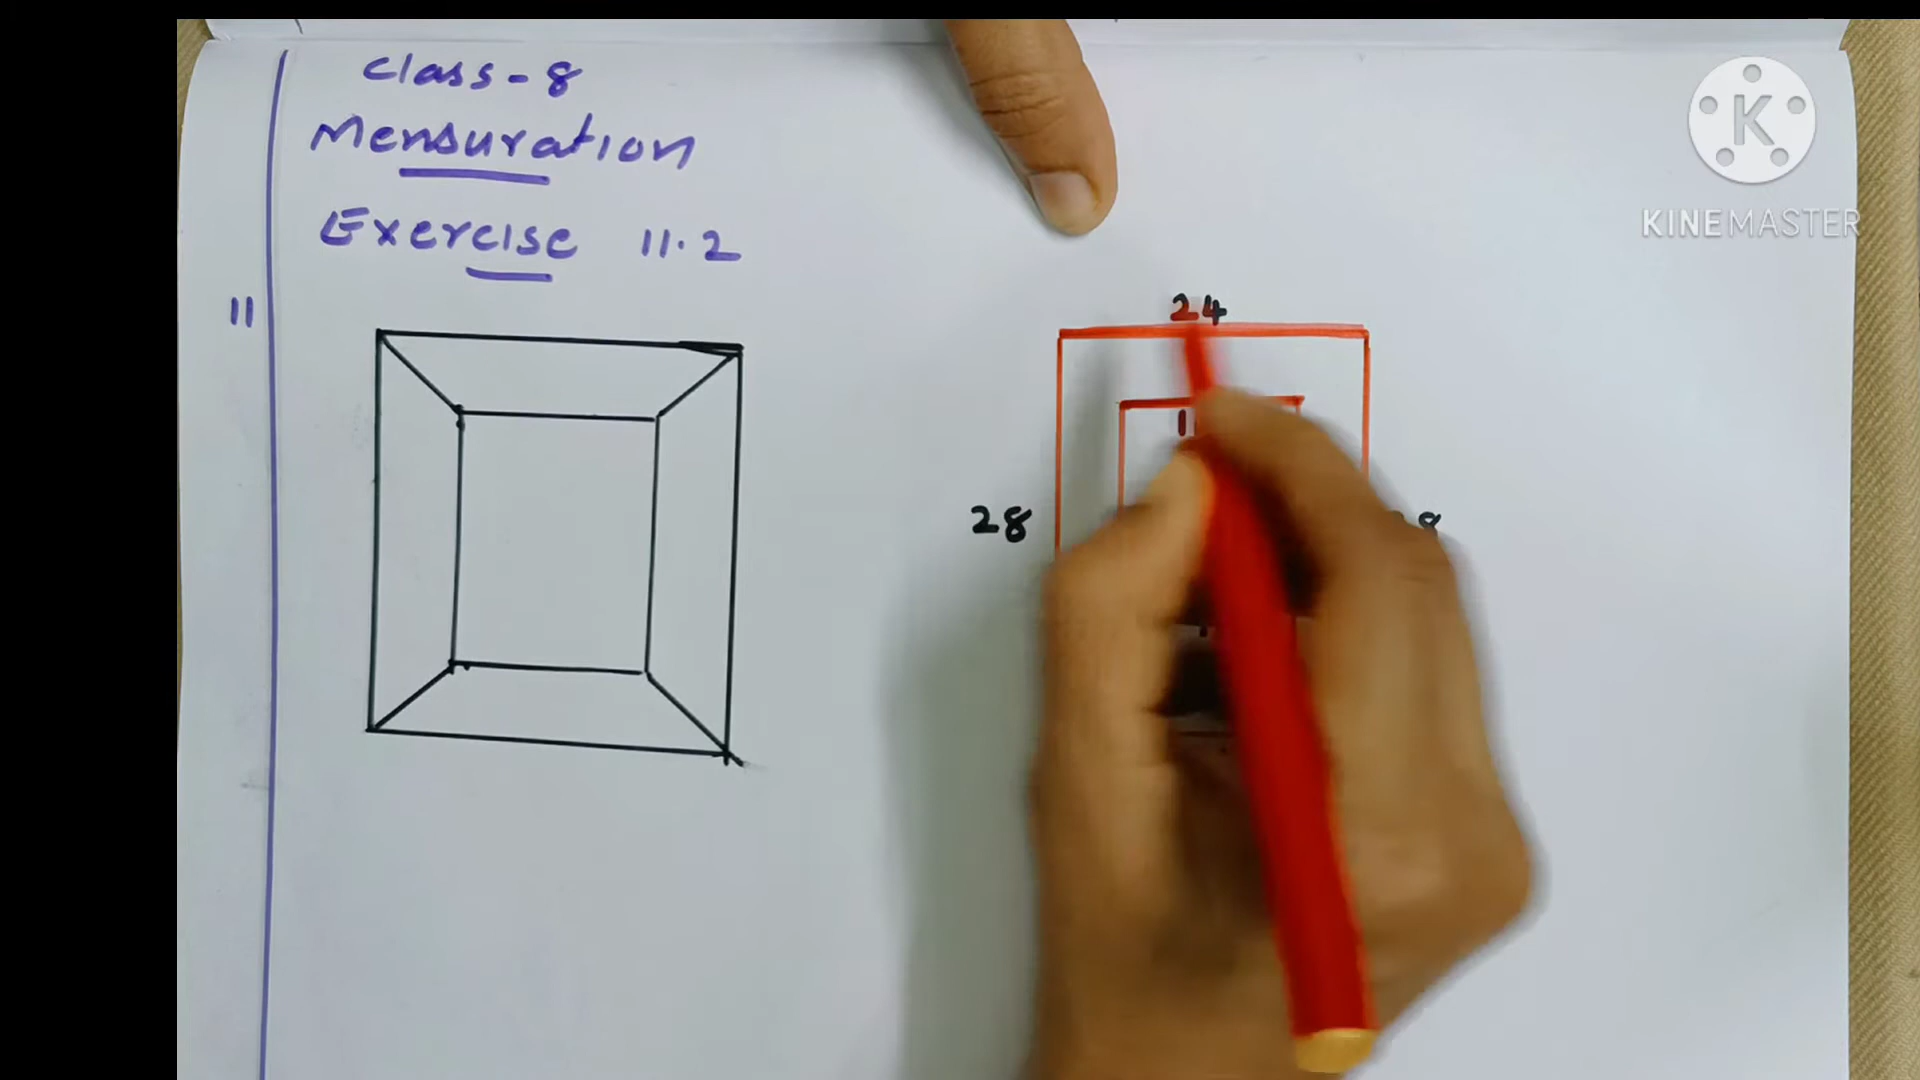 Class-8
Mensuration
Exercise 11.2
11
24
28
K
KINEMASTER